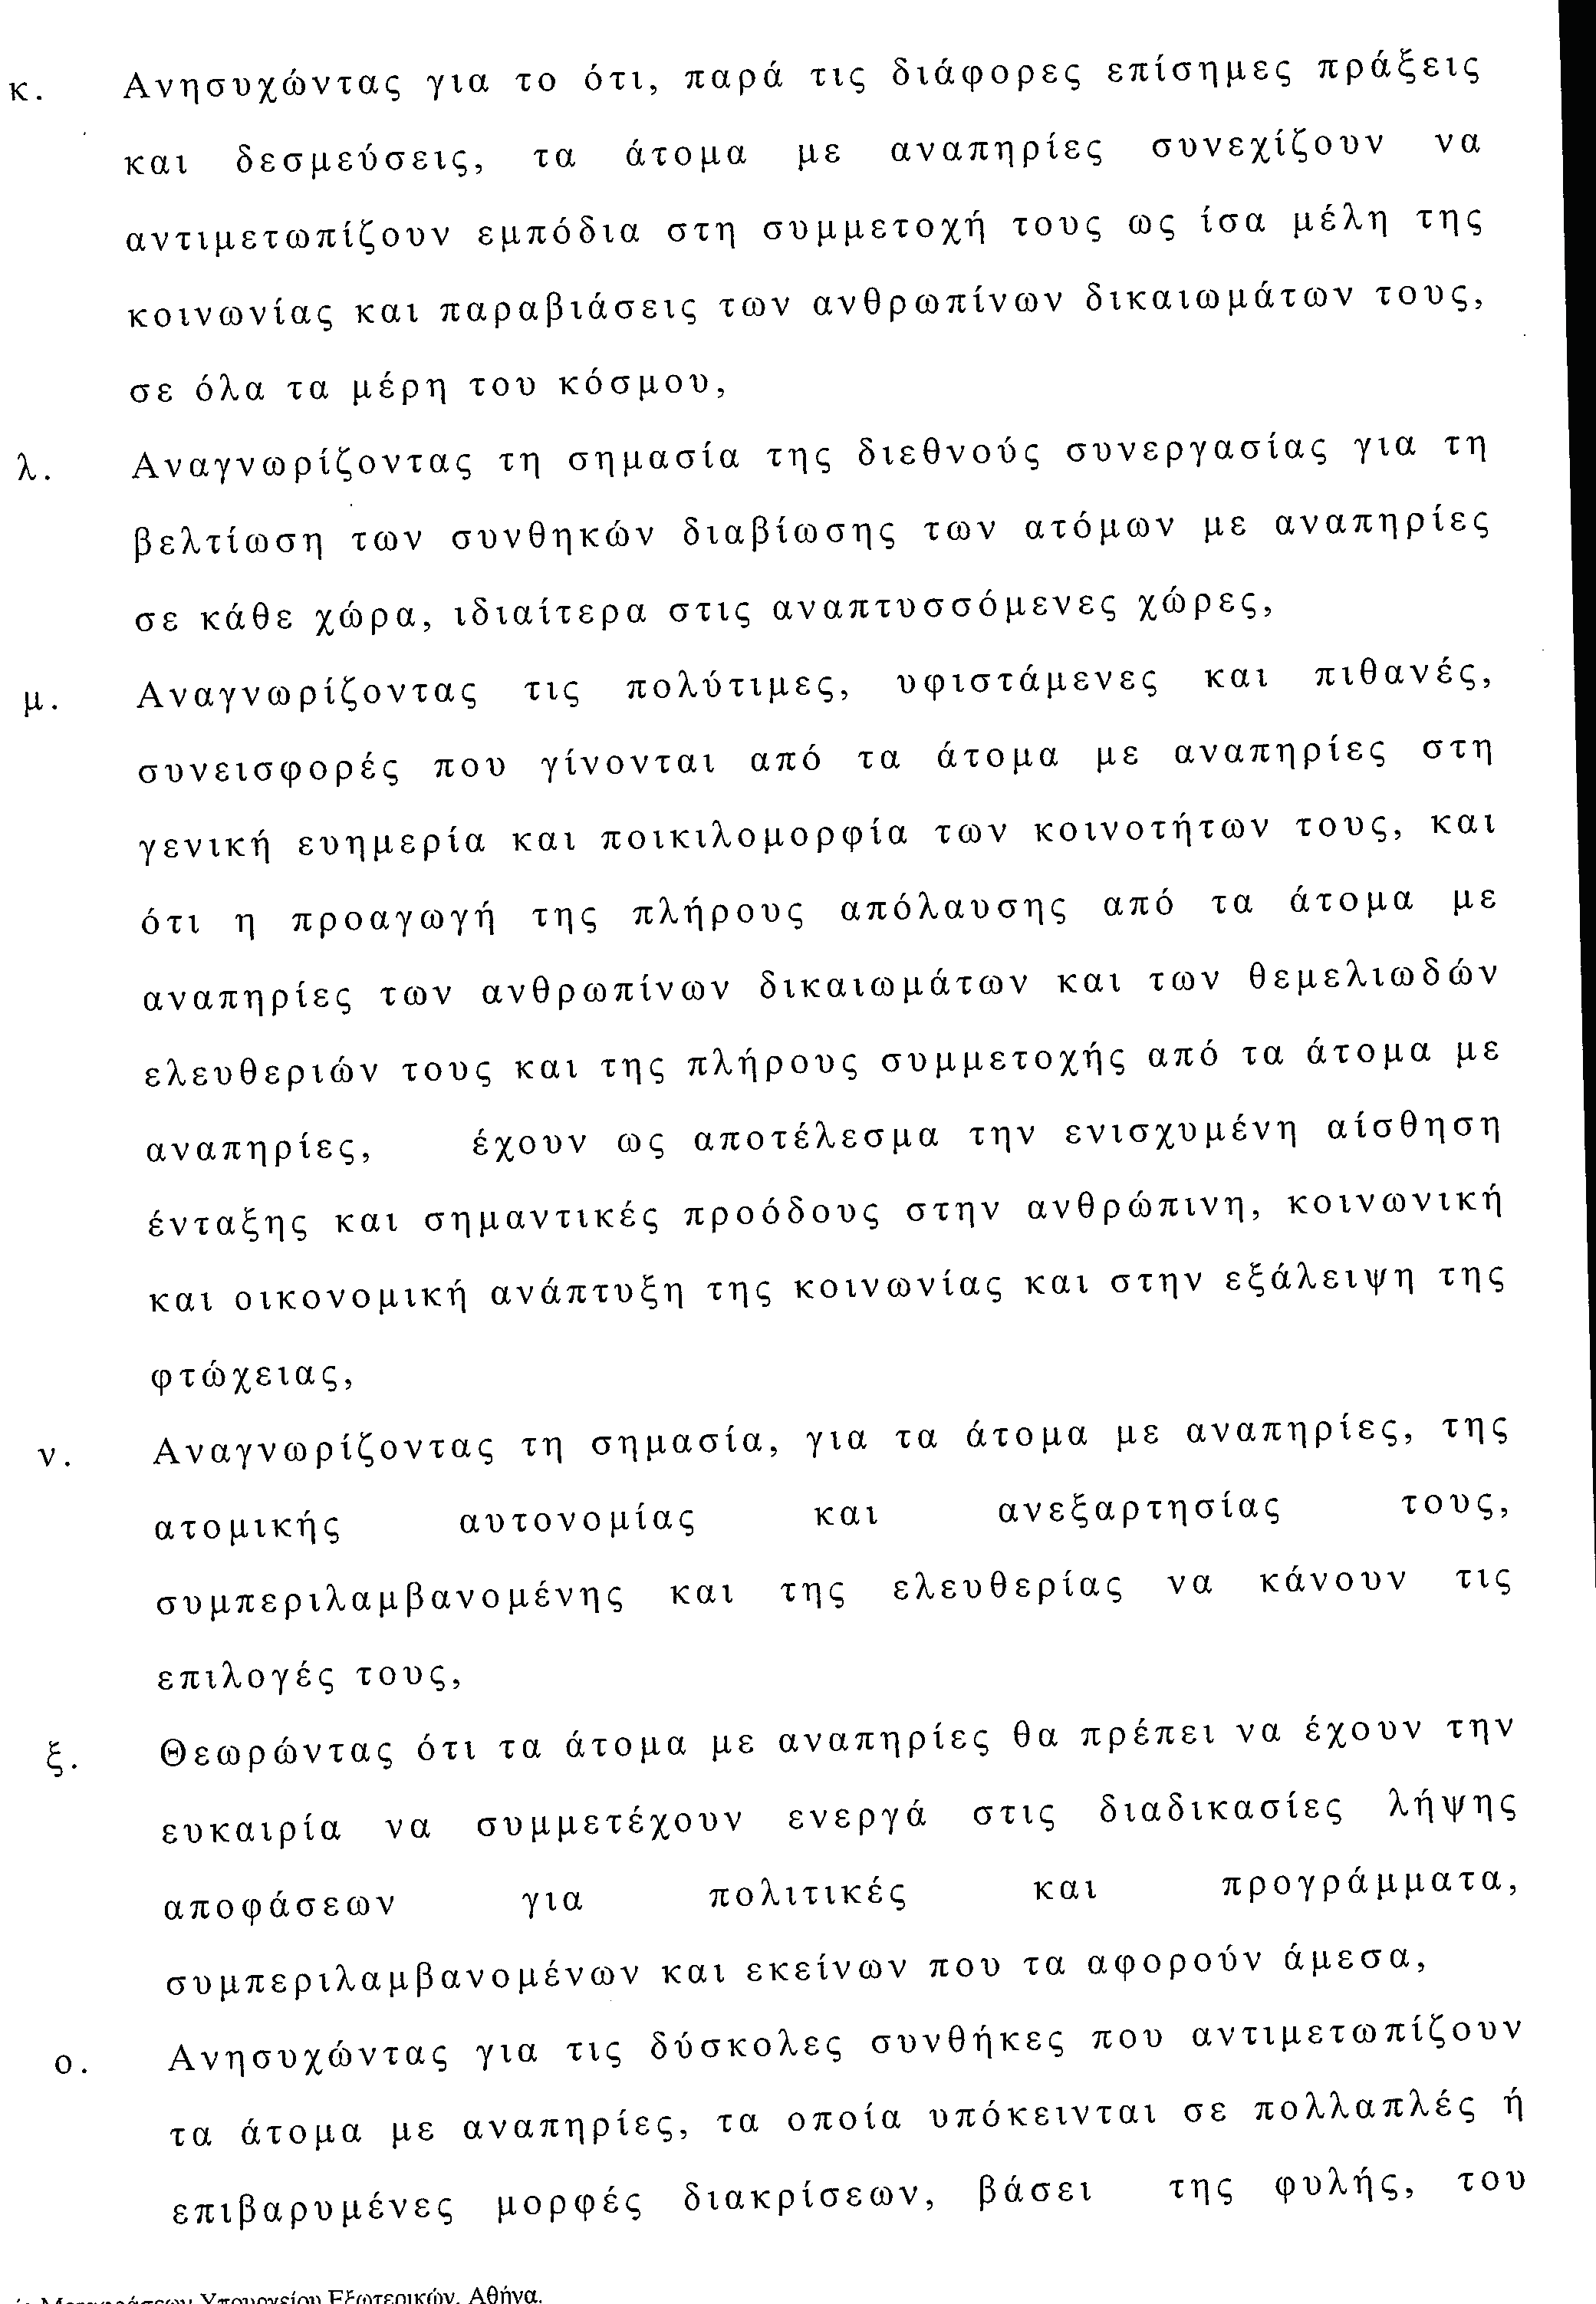 κ. Ανησυχώντας για το ότι, παρά τις διάφορες επίσημες πράξεις
και δεσμεύσεις, τα άτομα με αναπηρίες συνεχίζουν να
αντιμετωπίζουν εμπόδια στη συμμετοχή τους ως ίσα μέλη της
κοινωνίας και παραβιάσεις των ανθρωπίνων δικαιωμάτων τους,
σε όλα τα μέρη του κόσμου,
λ. Αναγνωρίζοντας τη σημασία της διεθνούς συνεργασίας για τη
βελτίωση των συνθηκών διαβίωσης των ατόμων με αναπηρίες
σε κάθε χώρα, ιδιαίτερα στις αναπτυσσόμενες χώρες,
μ. Αναγνωρίζοντας τις πολύτιμες, υφιστάμενες και πιθανές,
συνεισφορές που γίνονται από τα άτομα με αναπηρίες στη
γενική ευημερία και ποικιλομορφία των κοινοτήτων τους, και
ότι η προαγωγή της πλήρους απόλαυσης από τα άτομα με
αναπηρίες των ανθρωπίνων δικαιωμάτων και των θεμελιωδών
ελευθεριών τους και της πλήρους συμμετοχής από τα άτομα με
αναπηρίες, έχουν ως αποτέλεσμα την ενισχυμένη αίσθηση
ένταξης και σημαντικές προόδους στην ανθρώπινη, κοινωνική
και οικονομική ανάπτυξη της κοινωνίας και στην εξάλειψη της
φτώχειας,
ν. Αναγνωρίζοντας τη σημασία, για τα άτομα με αναπηρίες, της
ατομικής αυτονομίας και ανεξαρτησίας τους,
συμπεριλαμβανομένης και της ελευθερίας να κάνουν τις
επιλογές τους,
ξ. Θεωρώντας ότι τα άτομα με αναπηρίες θα πρέπει να έχουν την
ευκαιρία να συμμετέχουν ενεργά στις διαδικασίες λήψης
αποφάσεων για πολιτικές και προγράμματα,
συμπεριλαμβανομένων και εκείνων που τα αφορούν άμεσα,
ο. Ανησυχώντας για τις δύσκολες συνθήκες που αντιμετωπίζουν
τα άτομα με αναπηρίες, τα οποία υπόκεινται σε πολλαπλές ή
επιβαρυμένες μορφές διακρίσεων, βάσει της φυλής, του
Υπουργείου Εξωτερικών, Αθήνα.